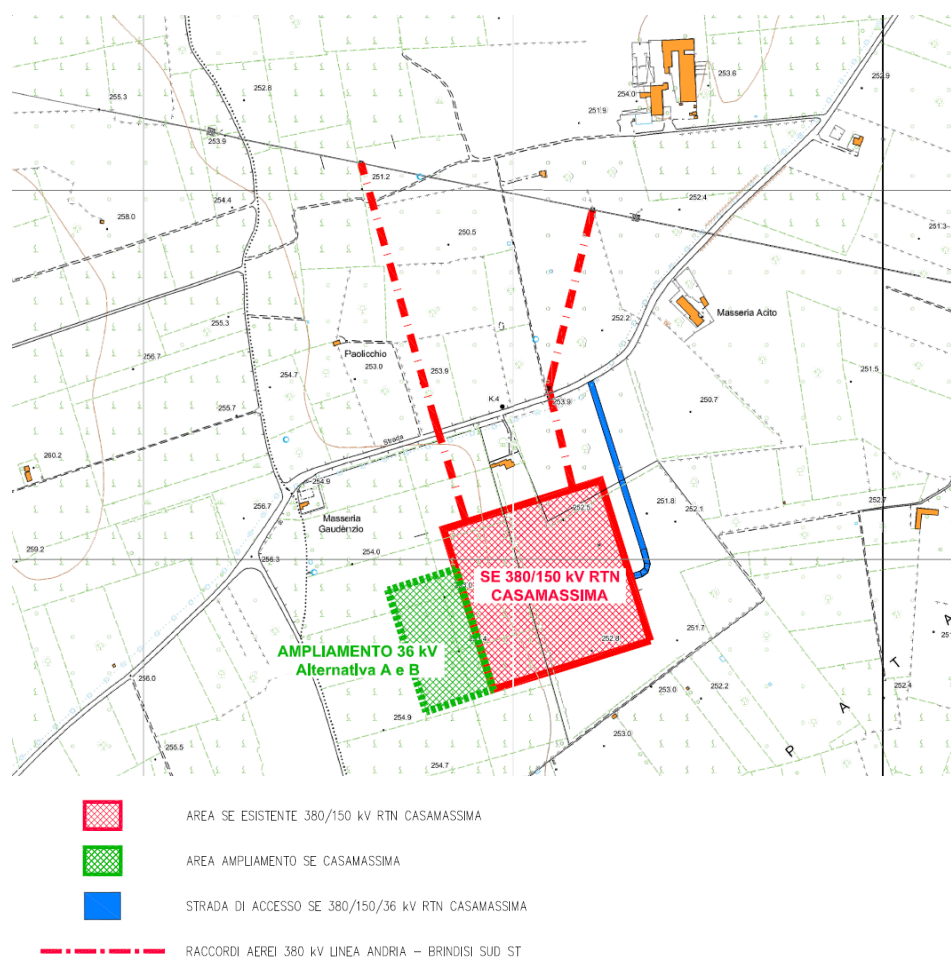 253.6
252.8
255.3
254.0
251.9
252.9
253.9
251.2
254.4
258.0
252.4
250.5
251.3
252.2
Masseria Acito
255.3
Paolicchio
253.0
253.9
256.7
254.7
251.5
K.4
253.9
250.7
255.7
Strada
260.2
254.9
251.8
252.7
256.7
252.5
252.1
Masseria
Gaudènzio
259.2
256.3
254.0
SE 380/150 kV RTN
CASAMASSIMA
252.8
251.7
AMPLIAMENTO 36 kV
Alternativa A e B
256.0
253.0
252.2
252.4
254.9
253.0
255.5
254.7
P A T A
AREA SE ESISTENTE 380/150 kV RTN CASAMASSIMA
AREA AMPLIAMENTO SE CASAMASSIMA
STRADA DI ACCESSO SE 380/150/36 kV RTN CASAMASSIMA
RACCORDI AEREI 380 kV LINEA ANDRIA – BRINDISI SUD ST